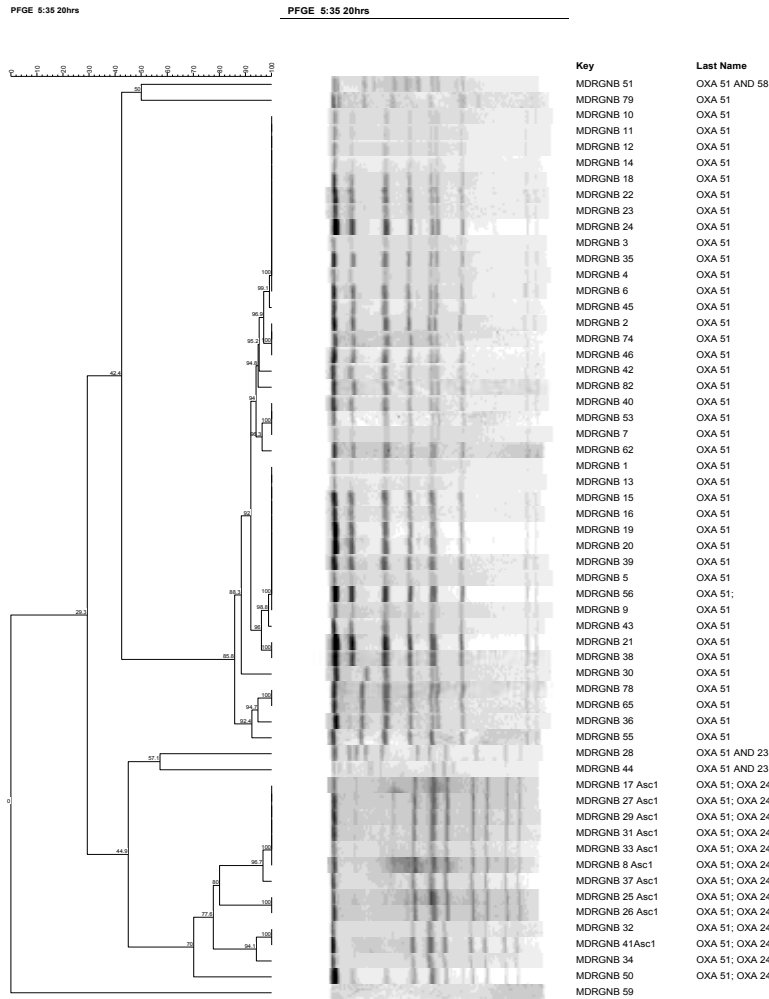 PFGE 5:35 20hrs
PFGE 5:35 20hrs
0 10 20 30 40 50 60 70 80 90 100
Key Last Name
MDRGNB 51 OXA 51 AND 58
50
MDRGNB 79 OXA 51
MDRGNB 10 OXA 51
MDRGNB 11 OXA 51
MDRGNB 12 OXA 51
MDRGNB 14 OXA 51
MDRGNB 18 OXA 51
MDRGNB 22 OXA 51
MDRGNB 23 OXA 51
MDRGNB 24 OXA 51
MDRGNB 3 OXA 51
MDRGNB 35 OXA 51
100
MDRGNB 4 OXA 51
99.1
MDRGNB 6 OXA 51
MDRGNB 45 OXA 51
96.9
MDRGNB 2 OXA 51
95.2 100
MDRGNB 74 OXA 51
MDRGNB 46 OXA 51
94.8
MDRGNB 42 OXA 51
42.4
MDRGNB 82 OXA 51
94
MDRGNB 40 OXA 51
MDRGNB 53 OXA 51
100
MDRGNB 7 OXA 51
96.3
MDRGNB 62 OXA 51
MDRGNB 1 OXA 51
MDRGNB 13 OXA 51
MDRGNB 15 OXA 51
92
MDRGNB 16 OXA 51
MDRGNB 19 OXA 51
MDRGNB 20 OXA 51
MDRGNB 39 OXA 51
MDRGNB 5 OXA 51
88.3 100
MDRGNB 56 OXA 51;
98.8
MDRGNB 9 OXA 51
29.3
MDRGNB 43 OXA 51
96
MDRGNB 21 OXA 51
100
MDRGNB 38 OXA 51
85.8
MDRGNB 30 OXA 51
MDRGNB 78 OXA 51
100
MDRGNB 65 OXA 51
94.7
MDRGNB 36 OXA 51
92.4
MDRGNB 55 OXA 51
MDRGNB 28 OXA 51 AND 23
57.1
MDRGNB 44 OXA 51 AND 23
MDRGNB 17 Asc1 OXA 51; OXA 24
0
MDRGNB 27 Asc1 OXA 51; OXA 24
MDRGNB 29 Asc1 OXA 51; OXA 24
MDRGNB 31 Asc1 OXA 51; OXA 24
MDRGNB 33 Asc1 OXA 51; OXA 24
44.9 100
MDRGNB 8 Asc1 OXA 51; OXA 24
96.7
MDRGNB 37 Asc1 OXA 51; OXA 24
80
MDRGNB 25 Asc1 OXA 51; OXA 24
100
MDRGNB 26 Asc1 OXA 51; OXA 24
77.6
MDRGNB 32 OXA 51; OXA 24
100
MDRGNB 41Asc1 OXA 51; OXA 24
70 94.1
MDRGNB 34 OXA 51; OXA 24
MDRGNB 50 OXA 51; OXA 24
MDRGNB 59